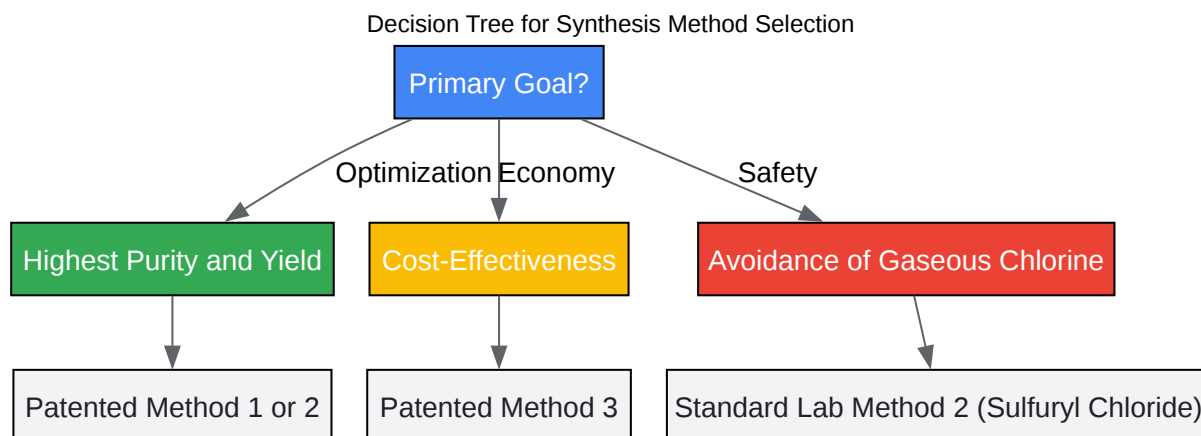 Decision Tree for Synthesis Method Selection
Primary Goal?
Optimization
Economy
Safety
Highest Purity and Yield
Cost-Effectiveness
Avoidance of Gaseous Chlorine
Patented Method 1 or 2
Patented Method 3
Standard Lab Method 2 (Sulfuryl Chloride)